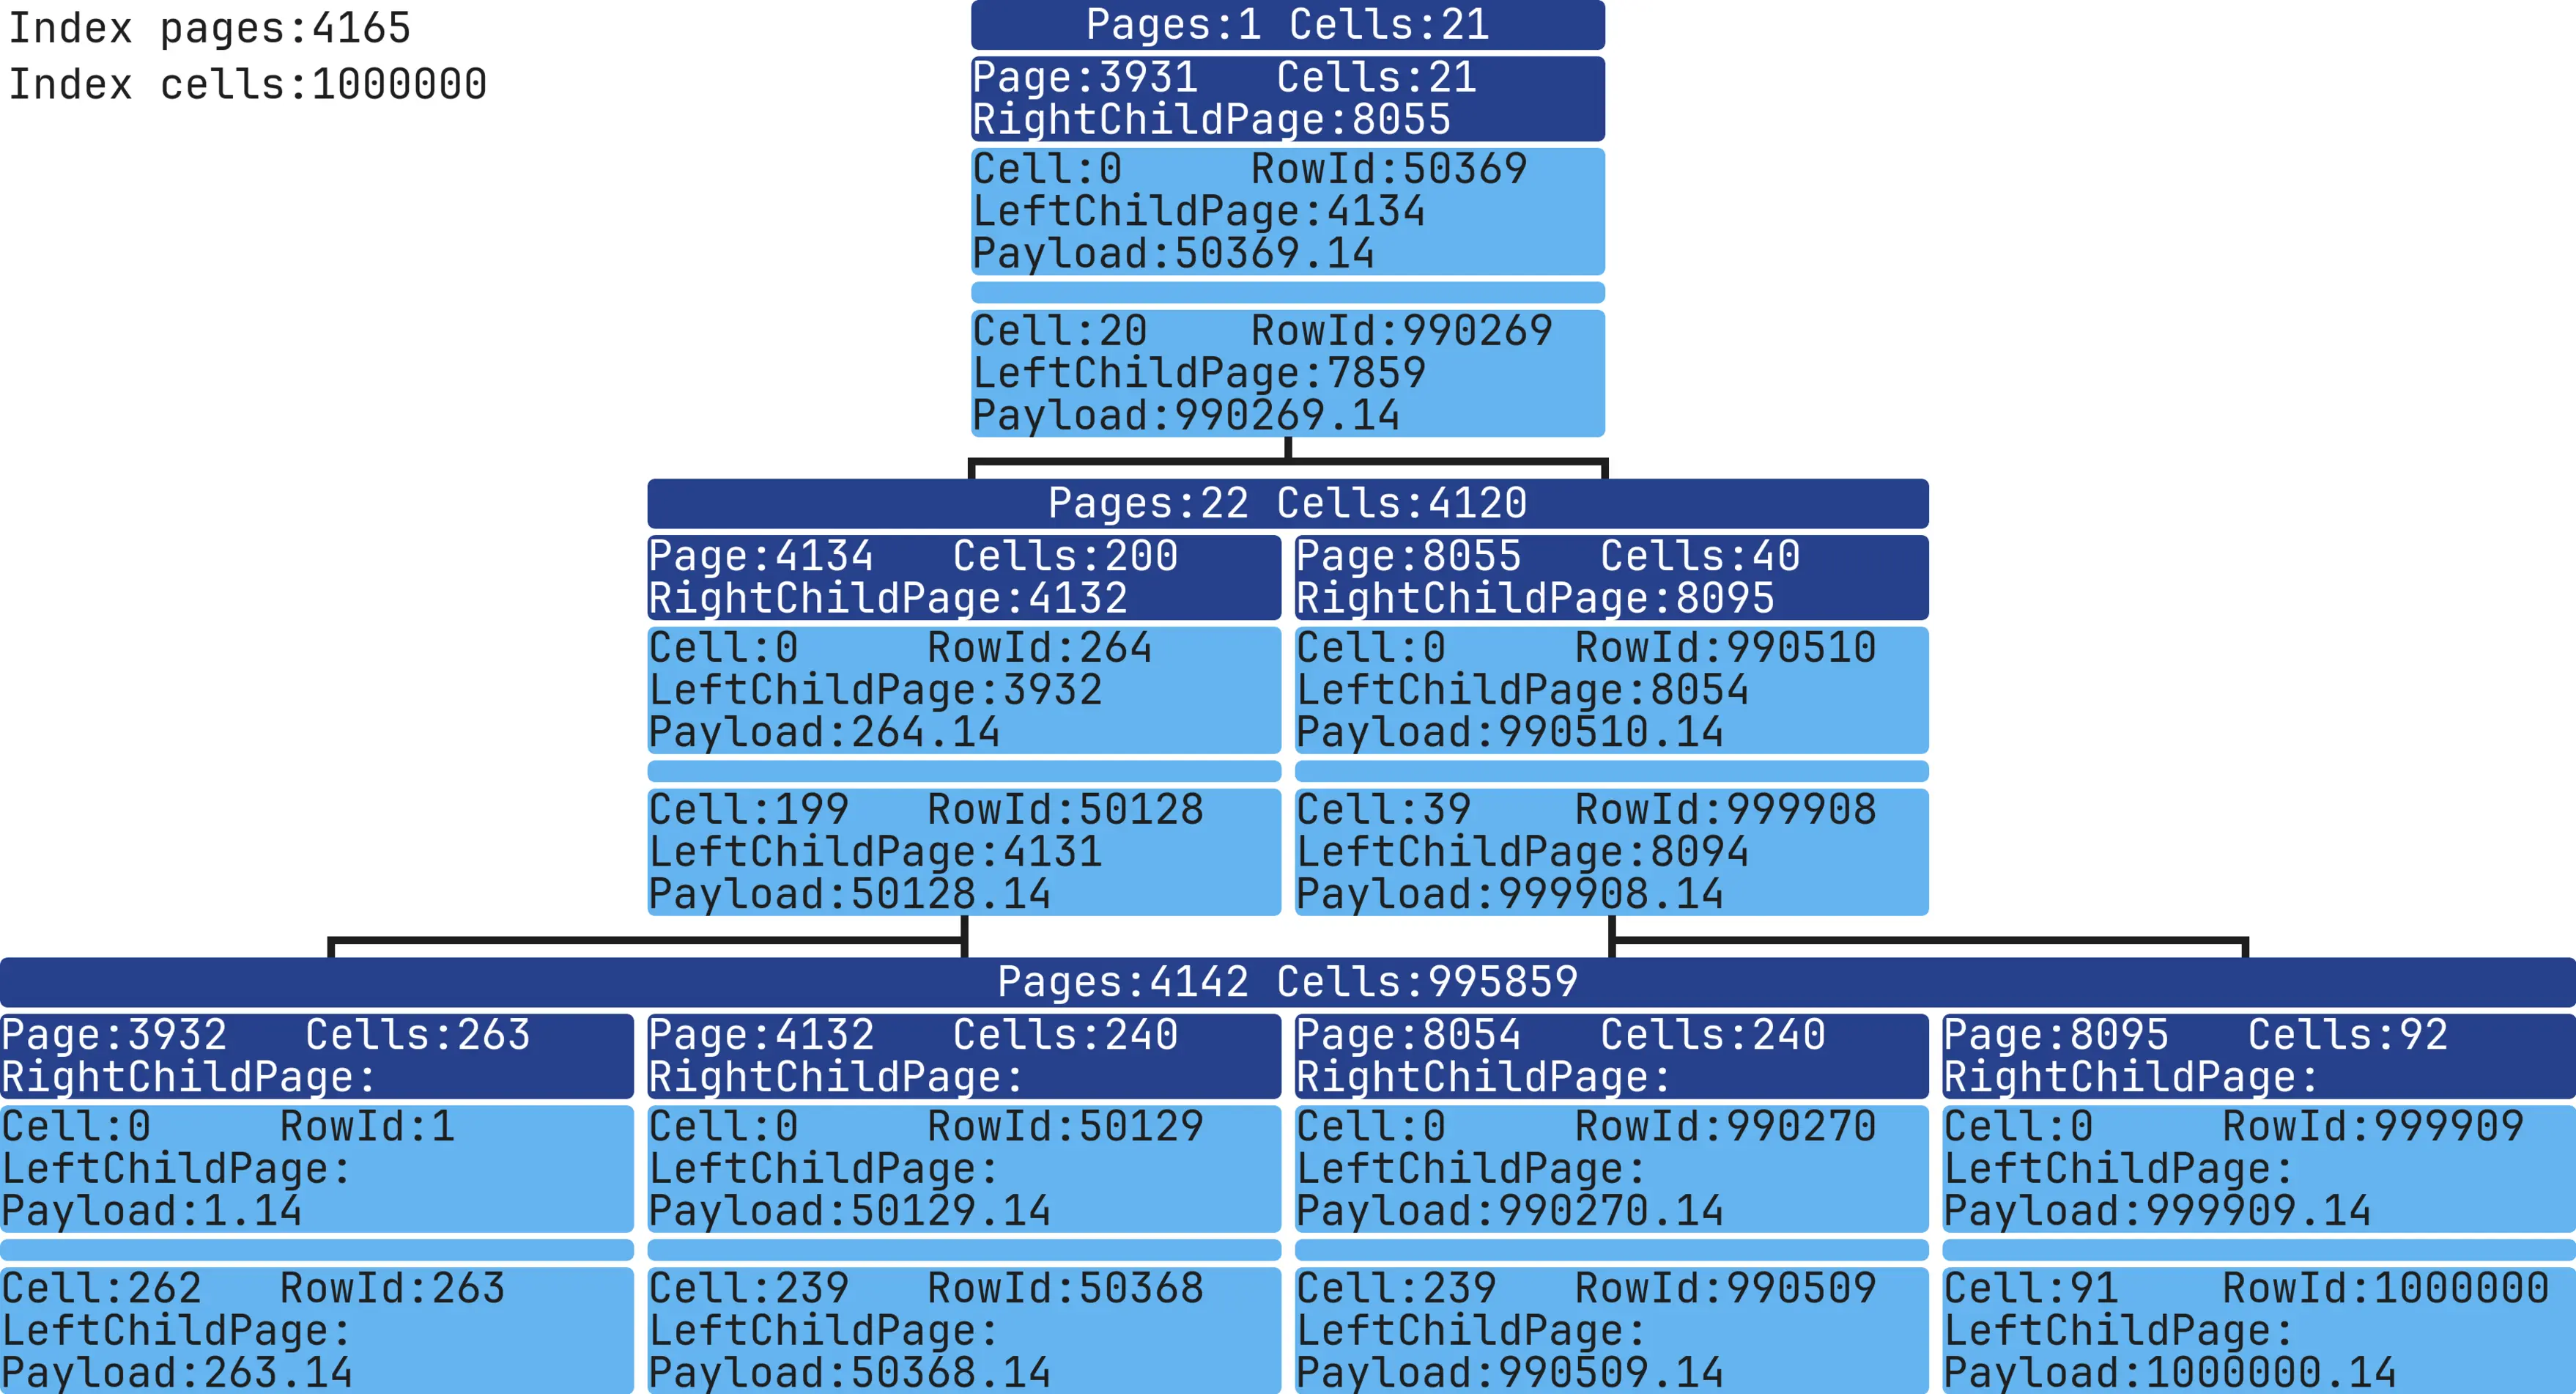 Index pages:4165
Index cells:1000000
Pages:1 Cells:21
Page:3931 Cells:21
RightChildPage:8055
Cell:0 RowId:50369
LeftChildPage:4134
Payload:50369.14
Cell:20 RowId:990269
LeftChildPage:7859
Payload:990269.14
Pages:22 Cells:4120
Page:4134 Cells:200
RightChildPage:4132
Cell:0 RowId:264
LeftChildPage:3932
Payload:264.14
Cell:199 RowId:50128
LeftChildPage:4131
Payload:50128.14
Page:8055 Cells:40
RightChildPage:8095
Cell:0 RowId:990510
LeftChildPage:8054
Payload:990510.14
Cell:39 RowId:999908
LeftChildPage:8094
Payload:999908.14
Pages:4142 Cells:995859
Page:3932 Cells:263
RightChildPage:
Cell:0 RowId:1
LeftChildPage:
Payload:1.14
Cell:262 RowId:263
LeftChildPage:
Payload:263.14
Page:4132 Cells:240
RightChildPage:
Cell:0 RowId:50129
LeftChildPage:
Payload:50129.14
Cell:239 RowId:50368
LeftChildPage:
Payload:50368.14
Page:8054 Cells:240
RightChildPage:
Cell:0 RowId:990270
LeftChildPage:
Payload:990270.14
Cell:239 RowId:990509
LeftChildPage:
Payload:990509.14
Page:8095 Cells:92
RightChildPage:
Cell:0 RowId:999909
LeftChildPage:
Payload:999909.14
Cell:91 RowId:1000000
LeftChildPage:
Payload:1000000.14